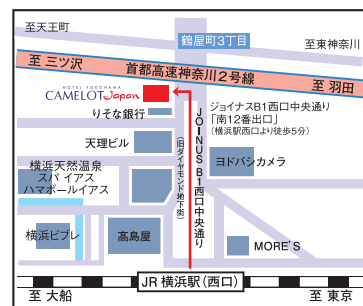 至天王町
鶴屋町3丁目
至東神奈川
至 三ツ沢
首都高速神奈川2号線
至 羽田
HOTEL YOKOHAMA
CAMELOT Japan
りそな銀行
ジョイナスB1西口中央通り
「南12番出口」
(横浜駅西口より徒歩5分)
天理ビル
JOINUS B1西口中央通り
(旧ダイヤモンド地下街)
ヨドバシカメラ
横浜天然温泉
スパ イアス
ハマボールイアス
横浜ビブレ
髙島屋
MORE'S
JR 横浜駅(西口)
至 大船
至 東京